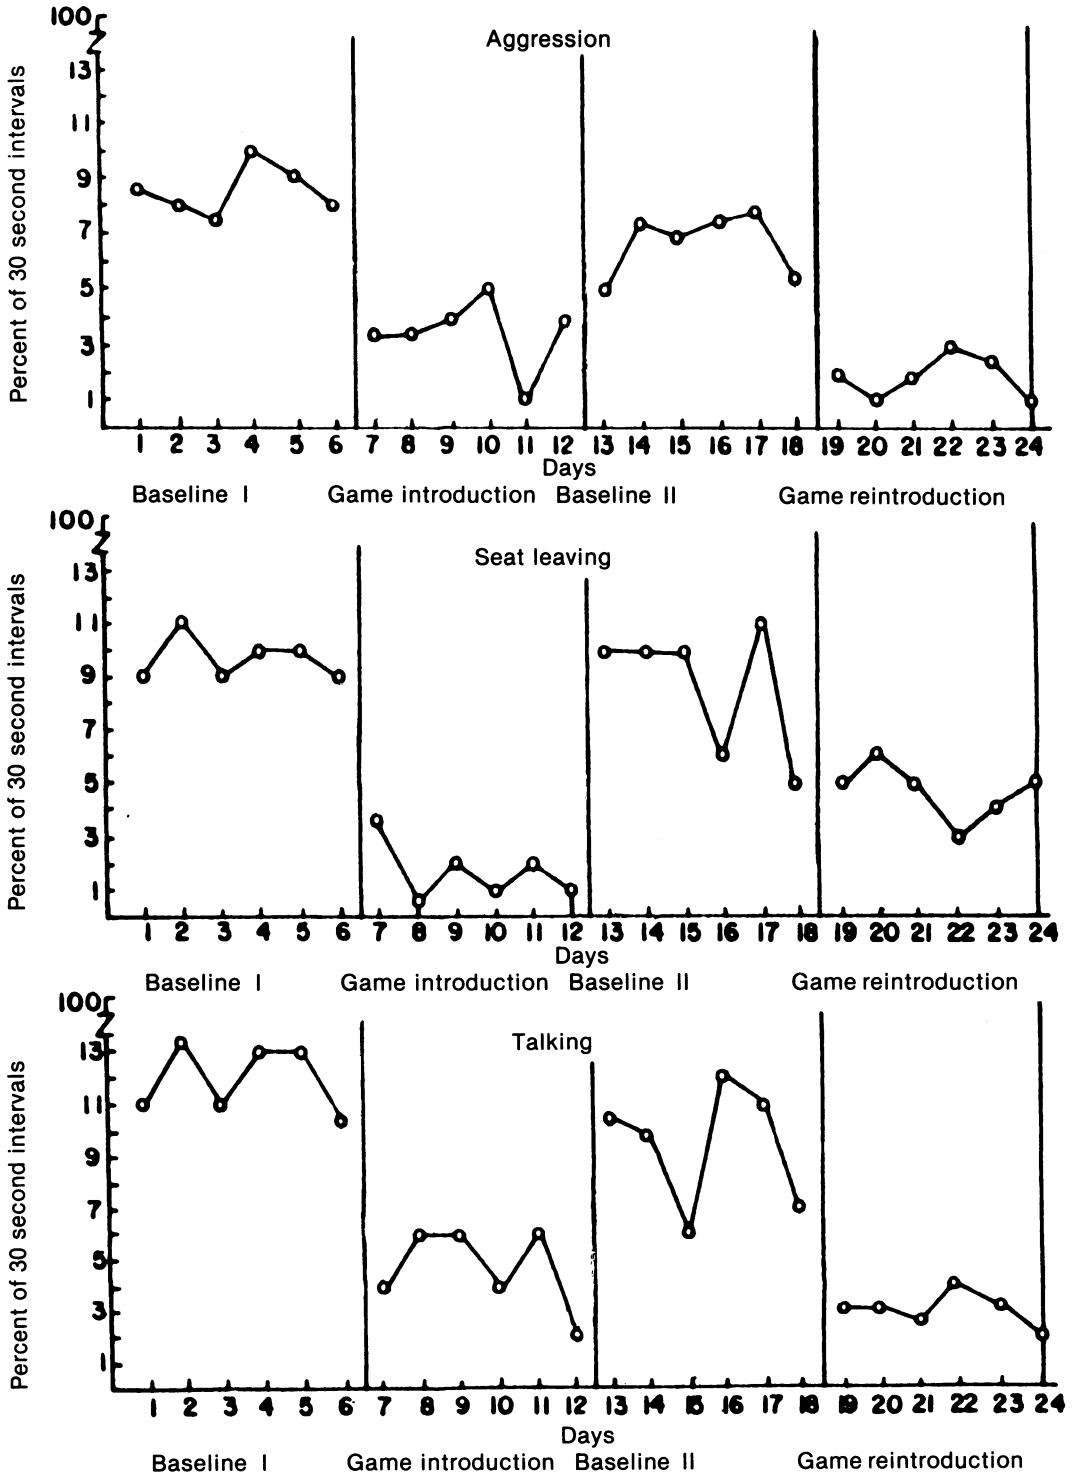 100
Aggression
13
11
9
7
5
3
1
Percent of 30 second intervals
1 2 3 4 5 6 7 8 9 10 11 12 13 14 15 16 17 18 19 20 21 22 23 24
Days
Baseline I Game introduction Baseline II Game reintroduction
100
Seat leaving
13
11
9
7
5
3
1
Percent of 30 second intervals
1 2 3 4 5 6 7 8 9 10 11 12 13 14 15 16 17 18 19 20 21 22 23 24
Days
Baseline I Game introduction Baseline II Game reintroduction
100
Talking
13
11
9
7
5
3
1
Percent of 30 second intervals
1 2 3 4 5 6 7 8 9 10 11 12 13 14 15 16 17 18 19 20 21 22 23 24
Days
Baseline I Game introduction Baseline II Game reintroduction